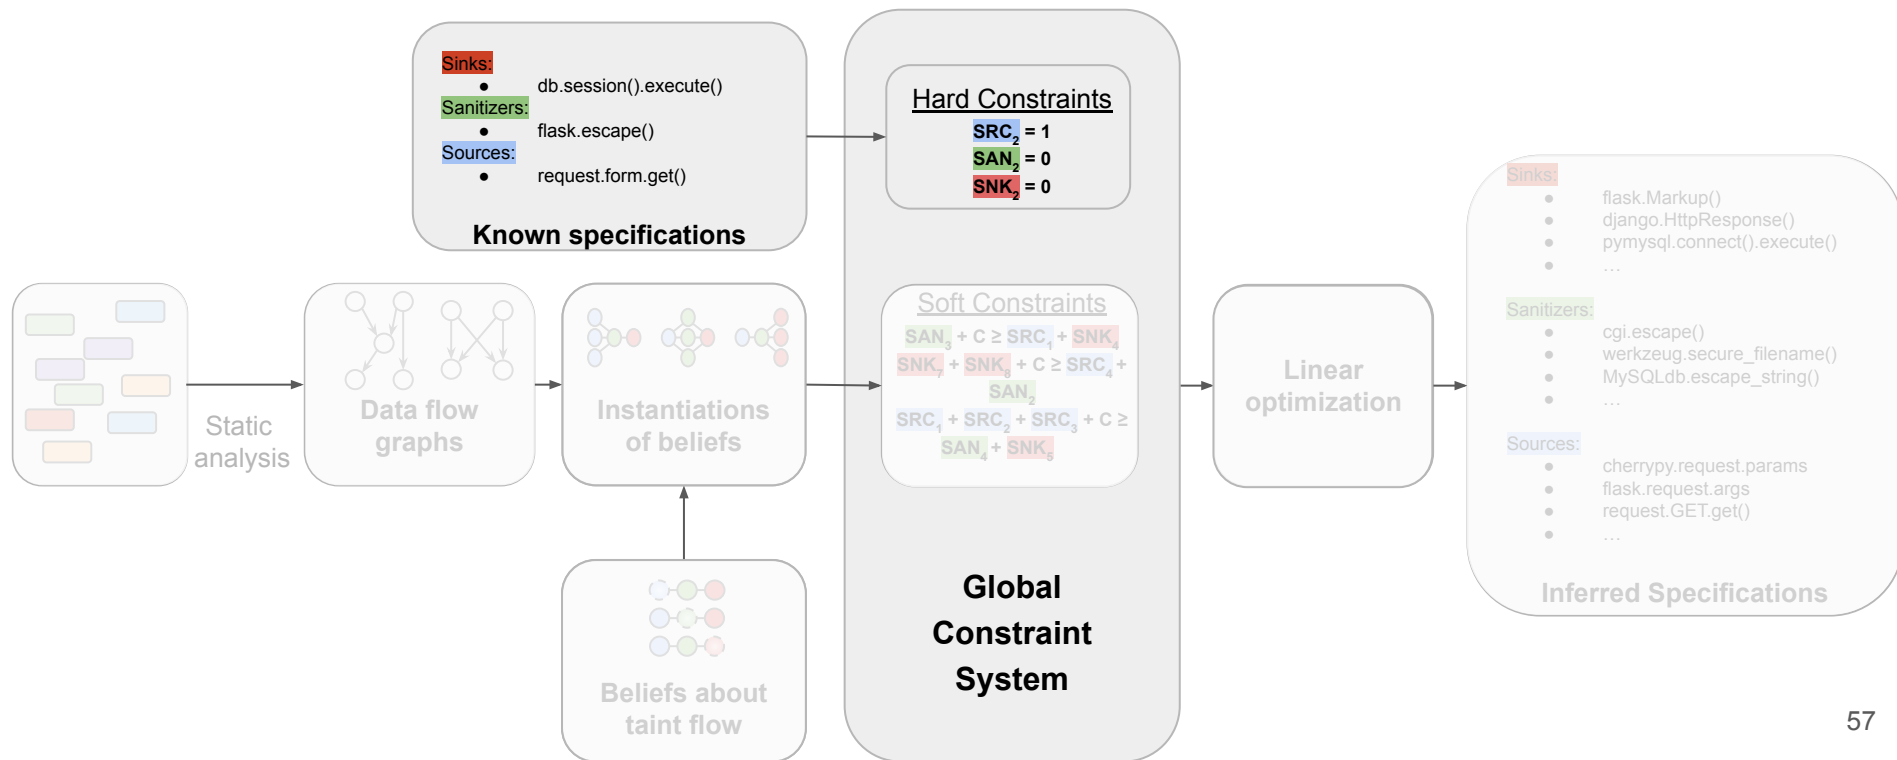 Sinks:
● db.session().execute()
Sanitizers:
● flask.escape()
Sources:
● request.form.get()
Known specifications
Hard Constraints
SRC₂ = 1
SAN₂ = 0
SNK₂ = 0
Static
analysis
Data flow
graphs
Instantiations
of beliefs
Beliefs about
taint flow
Soft Constraints
SAN₃ + C ≥ SRC₁ + SNK₄
SNK₇ + SNK₈ + C ≥ SRC₄ +
SAN₂
SRC₁ + SRC₂ + SRC₃ + C ≥
SAN₄ + SNK₅
Global
Constraint
System
Linear
optimization
Sinks:
● flask.Markup()
● django.HttpResponse()
● pymysql.connect().execute()
● …
Sanitizers:
● cgi.escape()
● werkzeug.secure_filename()
● MySQLdb.escape_string()
● …
Sources:
● cherrypy.request.params
● flask.request.args
● request.GET.get()
● …
Inferred Specifications
57